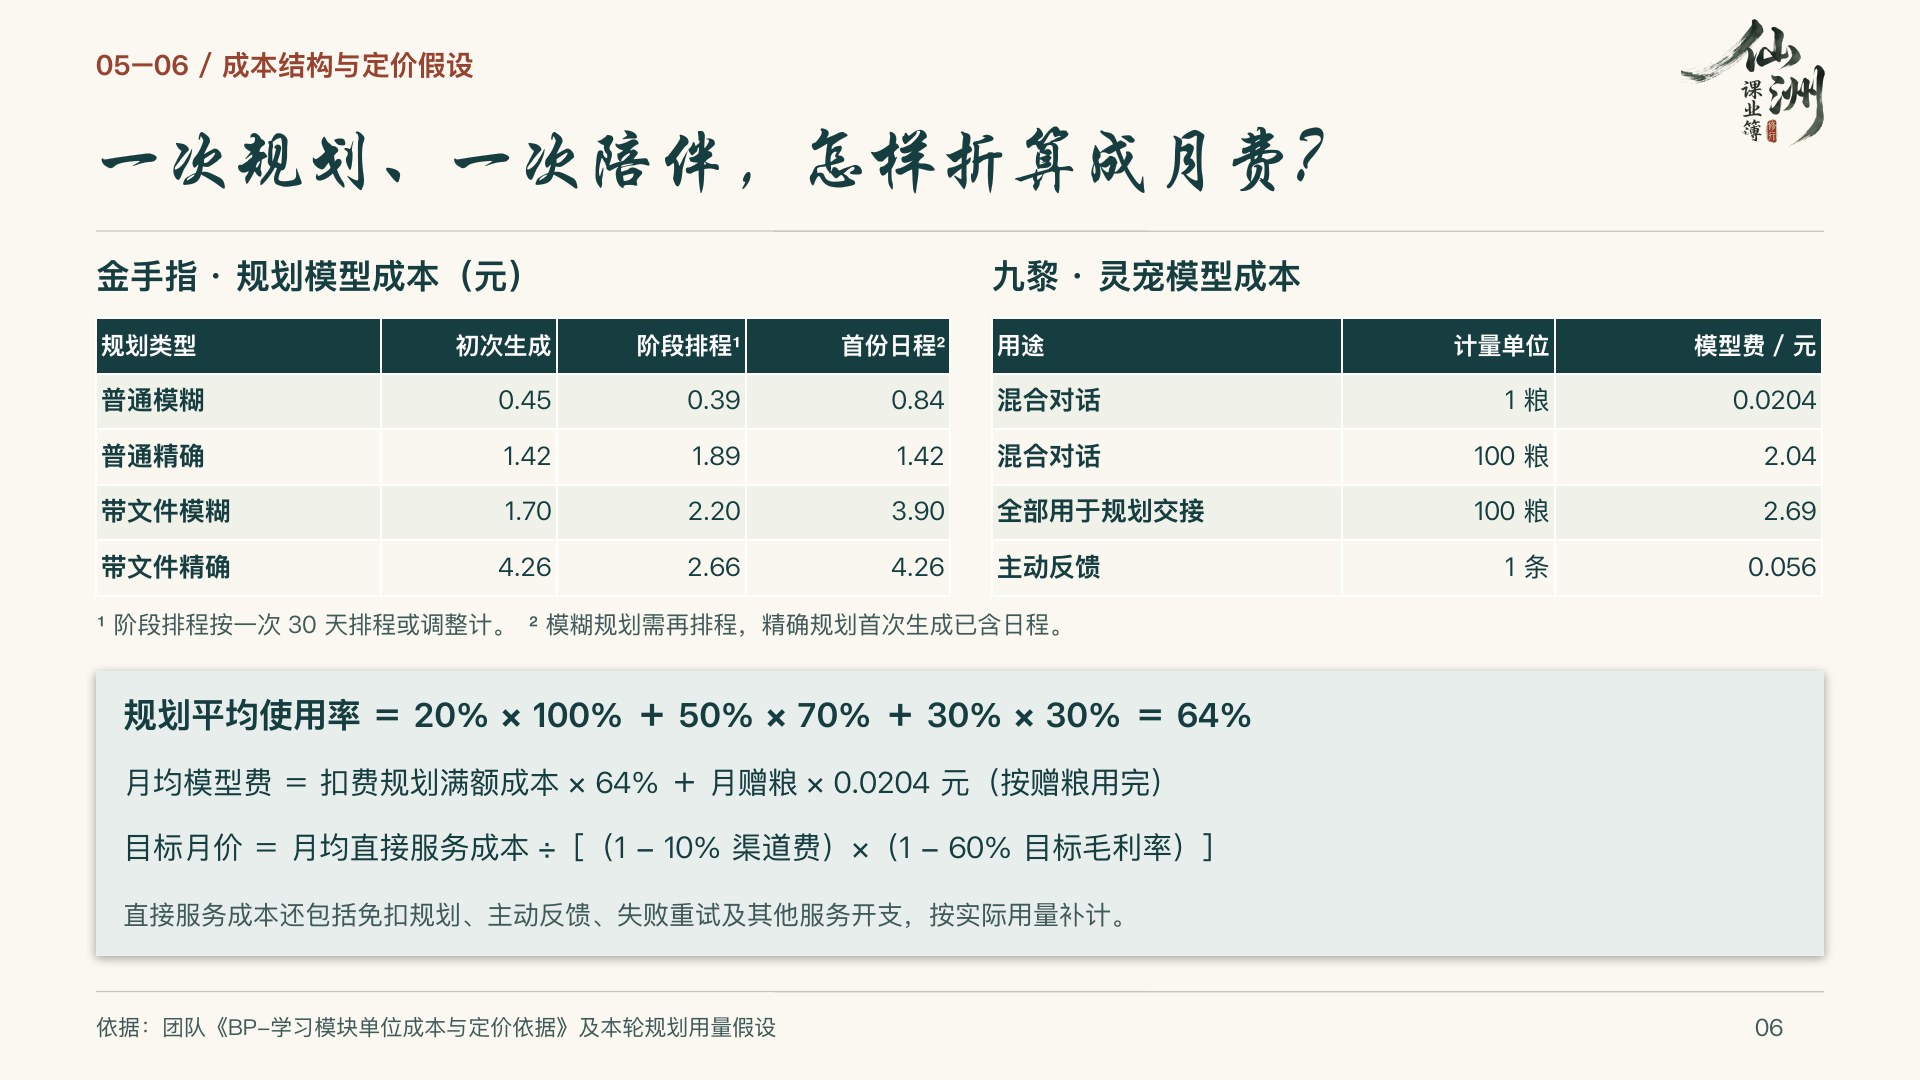 05—06 / 成本结构与定价假设
仙洲
课业簿
一次规划、一次陪伴，怎样折算成月费？
金手指 · 规划模型成本（元）
规划类型 初次生成 阶段排程¹ 首份日程²
普通模糊 0.45 0.39 0.84
普通精确 1.42 1.89 1.42
带文件模糊 1.70 2.20 3.90
带文件精确 4.26 2.66 4.26
九黎 · 灵宠模型成本
用途 计量单位 模型费 / 元
混合对话 1 粮 0.0204
混合对话 100 粮 2.04
全部用于规划交接 100 粮 2.69
主动反馈 1 条 0.056
¹ 阶段排程按一次 30 天排程或调整计。 ² 模糊规划需再排程，精确规划首次生成已含日程。
规划平均使用率 ＝ 20% × 100% ＋ 50% × 70% ＋ 30% × 30% ＝ 64%
月均模型费 ＝ 扣费规划满额成本 × 64% ＋ 月赠粮 × 0.0204 元（按赠粮用完）
目标月价 ＝ 月均直接服务成本 ÷［（1 – 10% 渠道费）×（1 – 60% 目标毛利率）］
直接服务成本还包括免扣规划、主动反馈、失败重试及其他服务开支，按实际用量补计。
依据：团队《BP–学习模块单位成本与定价依据》及本轮规划用量假设
06